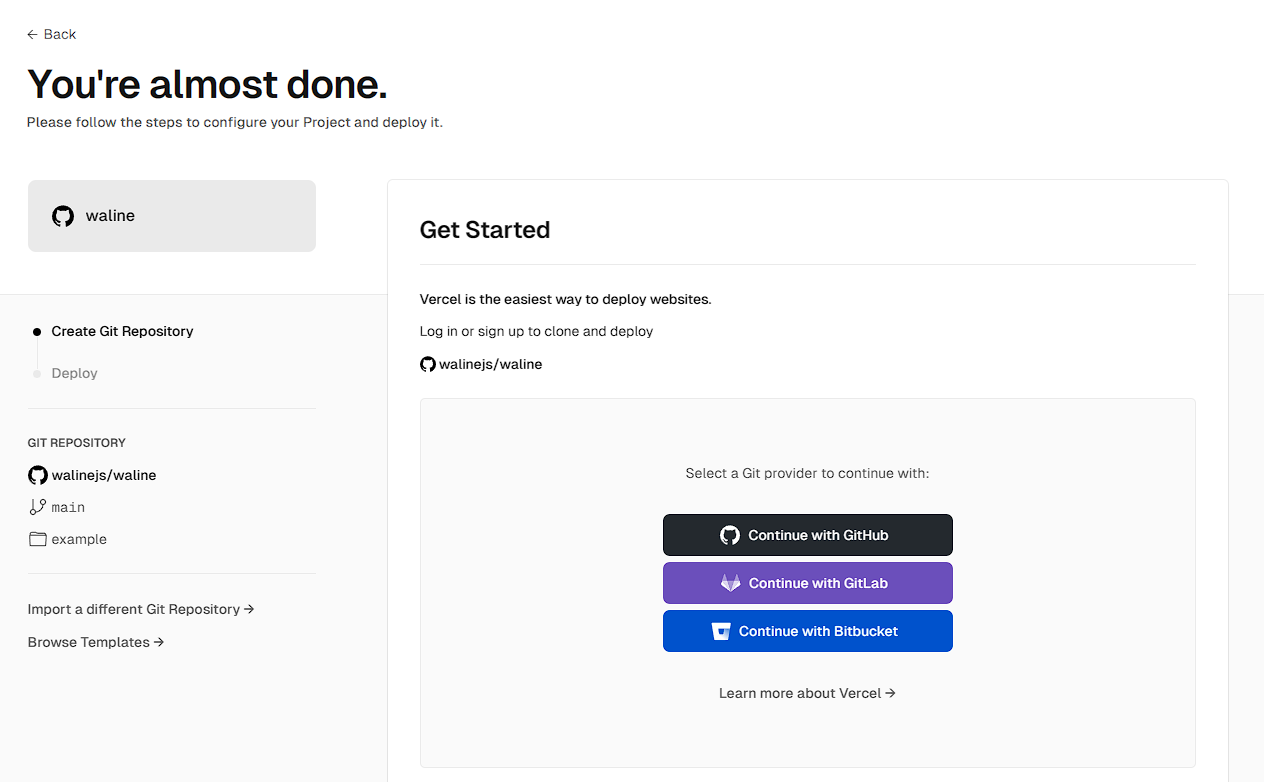 ← Back
You're almost done.
Please follow the steps to configure your Project and deploy it.
waline
Create Git Repository
Deploy
GIT REPOSITORY
walinejs/waline
main
example
Import a different Git Repository →
Browse Templates →
Get Started
Vercel is the easiest way to deploy websites.
Log in or sign up to clone and deploy
walinejs/waline
Select a Git provider to continue with:
Continue with GitHub
Continue with GitLab
Continue with Bitbucket
Learn more about Vercel →